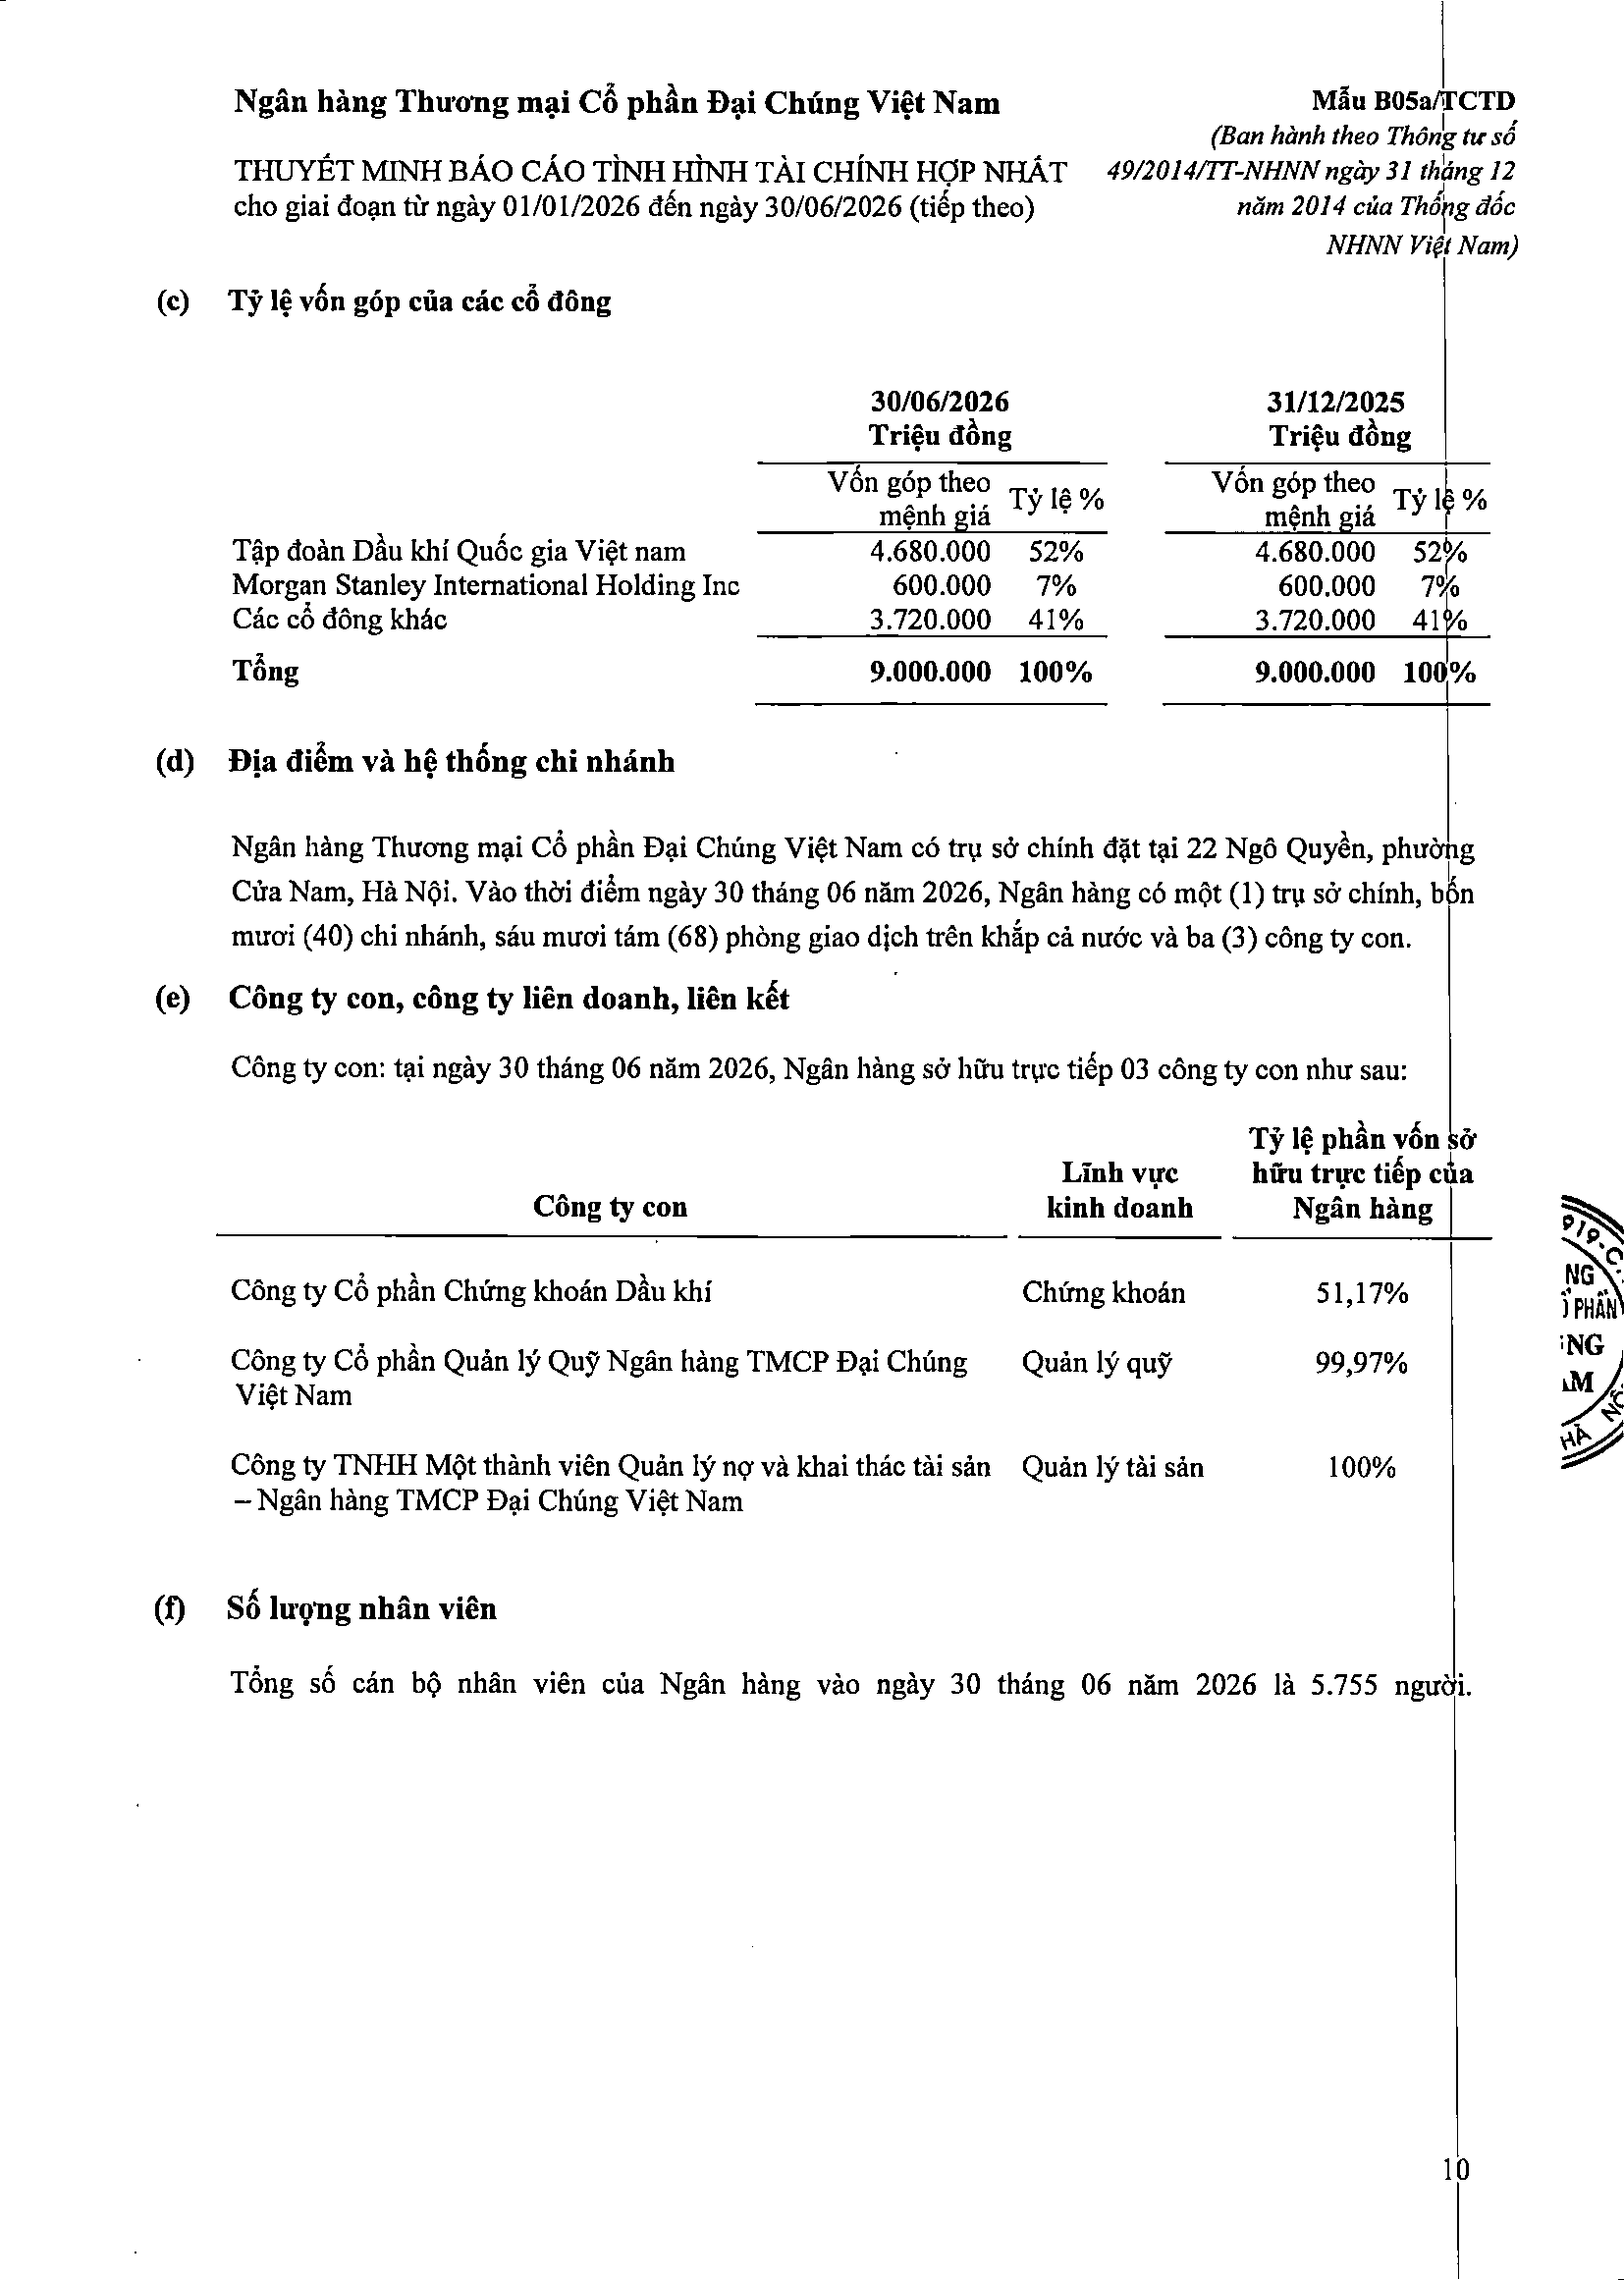 Ngân hàng Thương mại Cổ phần Đại Chúng Việt Nam
Mẫu B05a/TCTD
(Ban hành theo Thông tư số
49/2014/TT-NHNN ngày 31 tháng 12
năm 2014 của Thống đốc
NHNN Việt Nam)
THUYẾT MINH BÁO CÁO TÌNH HÌNH TÀI CHÍNH HỢP NHẤT
cho giai đoạn từ ngày 01/01/2026 đến ngày 30/06/2026 (tiếp theo)
(c) Tỷ lệ vốn góp của các cổ đông
30/06/2026 31/12/2025
Triệu đồng Triệu đồng
Vốn góp theo mệnh giá Tỷ lệ % Vốn góp theo mệnh giá Tỷ lệ %
Tập đoàn Dầu khí Quốc gia Việt nam 4.680.000 52% 4.680.000 52%
Morgan Stanley International Holding Inc 600.000 7% 600.000 7%
Các cổ đông khác 3.720.000 41% 3.720.000 41%
Tổng 9.000.000 100% 9.000.000 100%
(d) Địa điểm và hệ thống chi nhánh
Ngân hàng Thương mại Cổ phần Đại Chúng Việt Nam có trụ sở chính đặt tại 22 Ngô Quyền, phường
Cửa Nam, Hà Nội. Vào thời điểm ngày 30 tháng 06 năm 2026, Ngân hàng có một (1) trụ sở chính, bốn
mươi (40) chi nhánh, sáu mươi tám (68) phòng giao dịch trên khắp cả nước và ba (3) công ty con.
(e) Công ty con, công ty liên doanh, liên kết
Công ty con: tại ngày 30 tháng 06 năm 2026, Ngân hàng sở hữu trực tiếp 03 công ty con như sau:
Công ty con
Lĩnh vực
kinh doanh
Tỷ lệ phần vốn sở
hữu trực tiếp của
Ngân hàng
Công ty Cổ phần Chứng khoán Dầu khí Chứng khoán 51,17%
Công ty Cổ phần Quản lý Quỹ Ngân hàng TMCP Đại Chúng Quản lý quỹ 99,97%
Việt Nam
Công ty TNHH Một thành viên Quản lý nợ và khai thác tài sản Quản lý tài sản 100%
– Ngân hàng TMCP Đại Chúng Việt Nam
(f) Số lượng nhân viên
Tổng số cán bộ nhân viên của Ngân hàng vào ngày 30 tháng 06 năm 2026 là 5.755 người.
PHẦN
HÀ
10